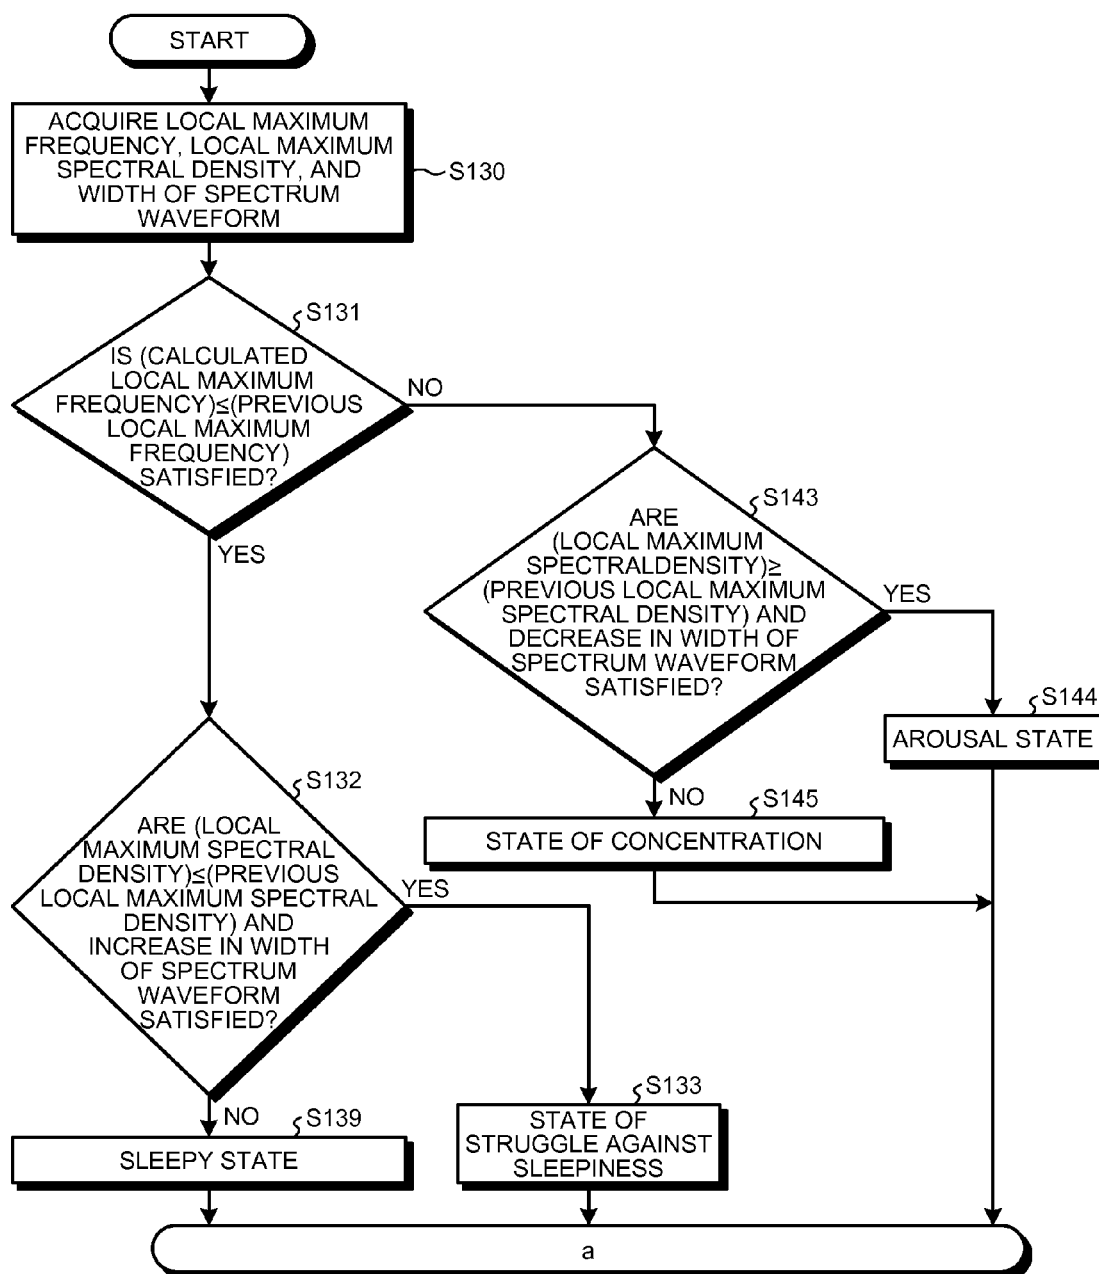 START
ACQUIRE LOCAL MAXIMUM
FREQUENCY, LOCAL MAXIMUM
SPECTRAL DENSITY, AND
WIDTH OF SPECTRUM
WAVEFORM
S130
S131
IS (CALCULATED
LOCAL MAXIMUM
FREQUENCY)≤(PREVIOUS
LOCAL MAXIMUM
FREQUENCY)
SATISFIED?
NO
YES
S143
ARE
(LOCAL MAXIMUM
SPECTRALDENSITY)≥
(PREVIOUS LOCAL MAXIMUM
SPECTRAL DENSITY) AND
DECREASE IN WIDTH OF
SPECTRUM WAVEFORM
SATISFIED?
YES
S144
AROUSAL STATE
NO
S145
STATE OF CONCENTRATION
S132
ARE (LOCAL
MAXIMUM SPECTRAL
DENSITY)≤(PREVIOUS
LOCAL MAXIMUM SPECTRAL
DENSITY) AND
INCREASE IN WIDTH
OF SPECTRUM
WAVEFORM
SATISFIED?
YES
NO
S139
SLEEPY STATE
S133
STATE OF
STRUGGLE AGAINST
SLEEPINESS
a